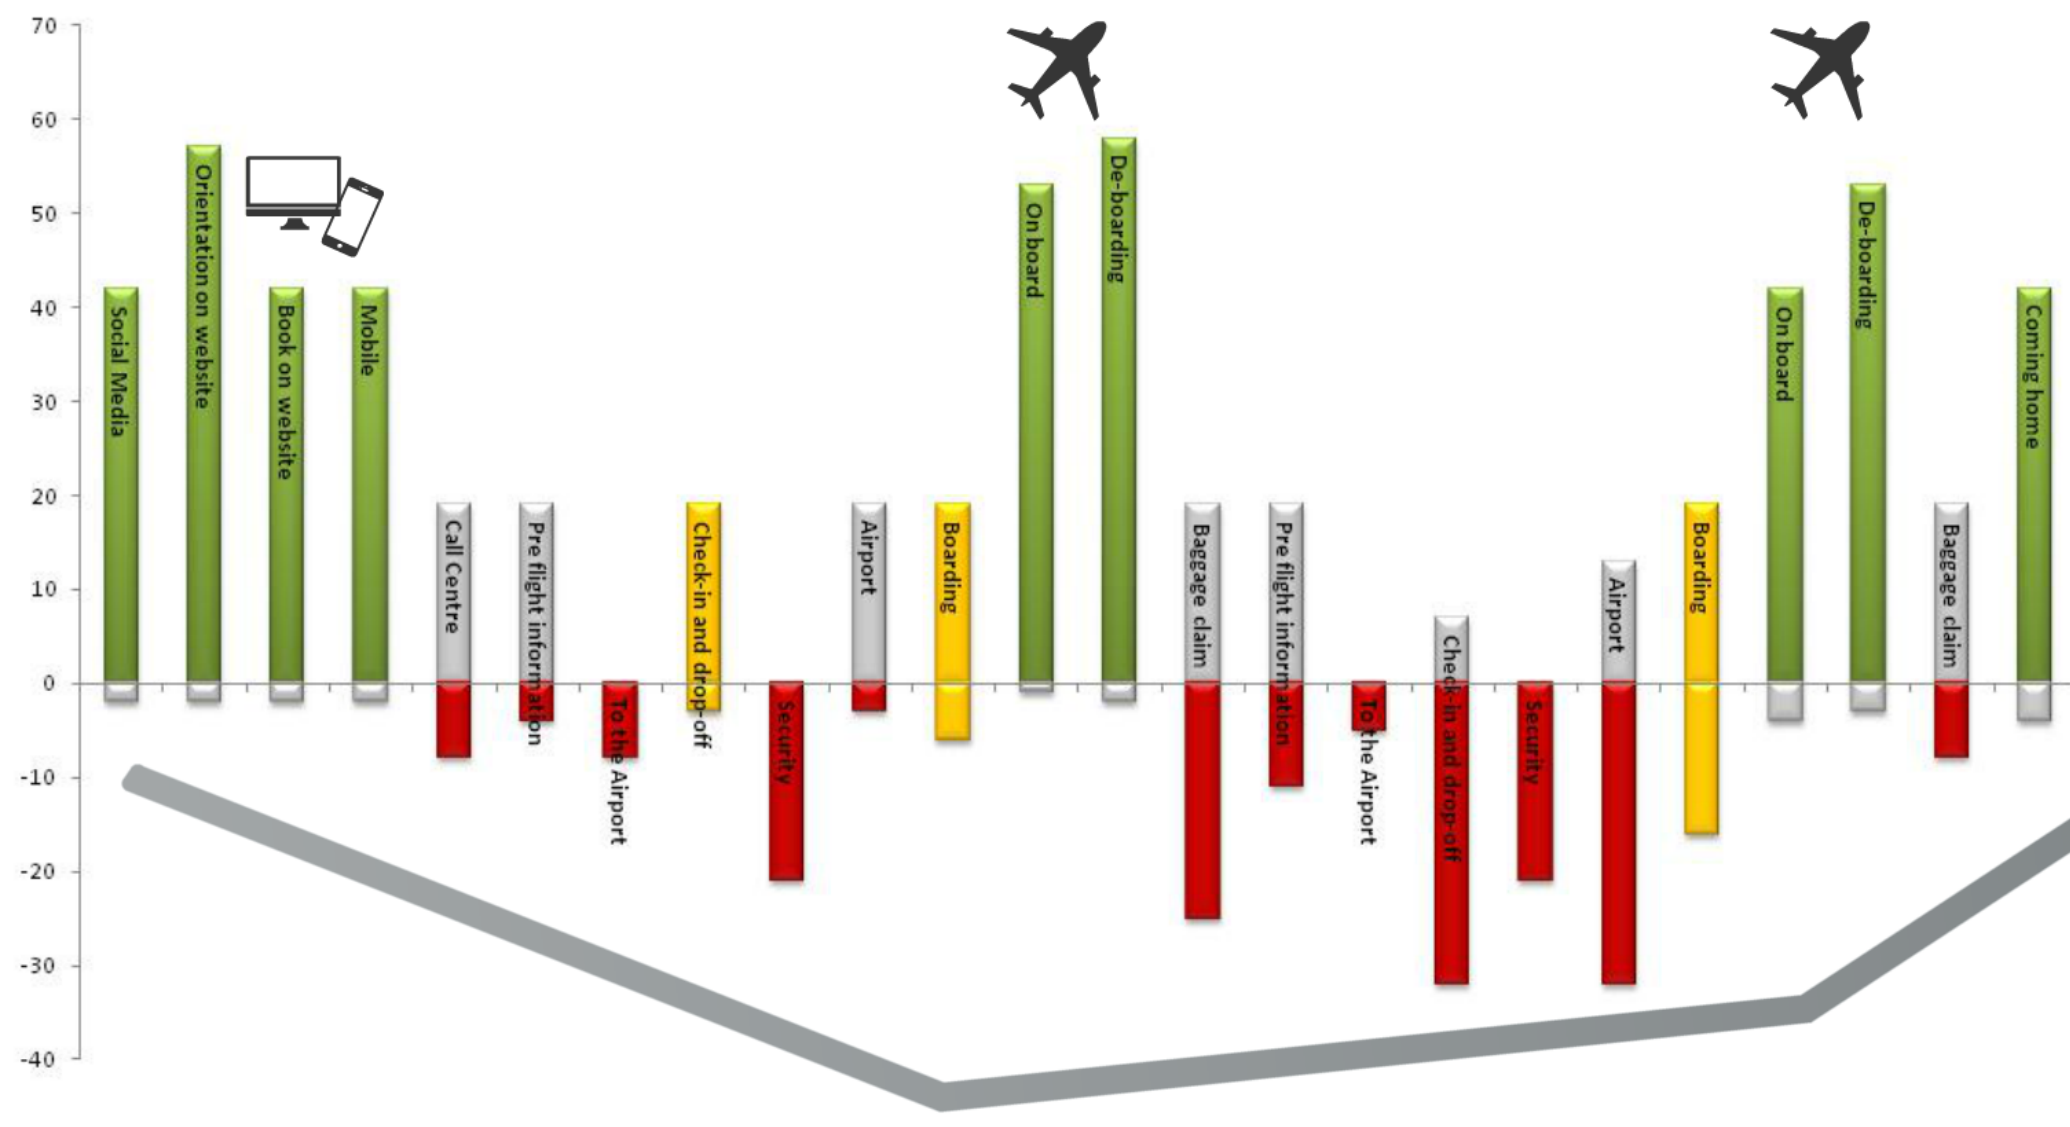 70
60
50
40
30
20
10
0
-10
-20
-30
-40
Social Media
Orientation on website
Book on website
Mobile
Call Centre
Pre flight information
To the Airport
Check-in and drop-off
Security
Airport
Boarding
On board
De-boarding
Baggage claim
Pre flight information
To the Airport
Check-in and drop-off
Security
Airport
Boarding
On board
De-boarding
Baggage claim
Coming home